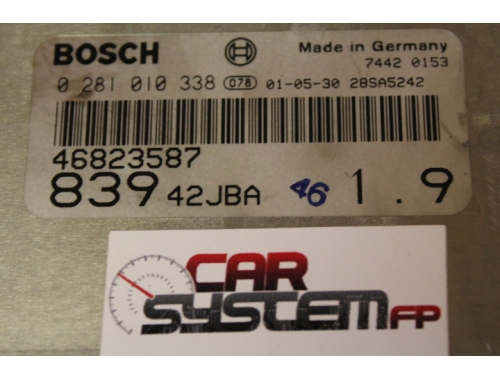 BOSCH Made in Germany
7442 0153
0 281 010 338 078 01-05-30 28SA5242
46823587
839 42JBA 46 1.9
CAR
SYSTEM FP